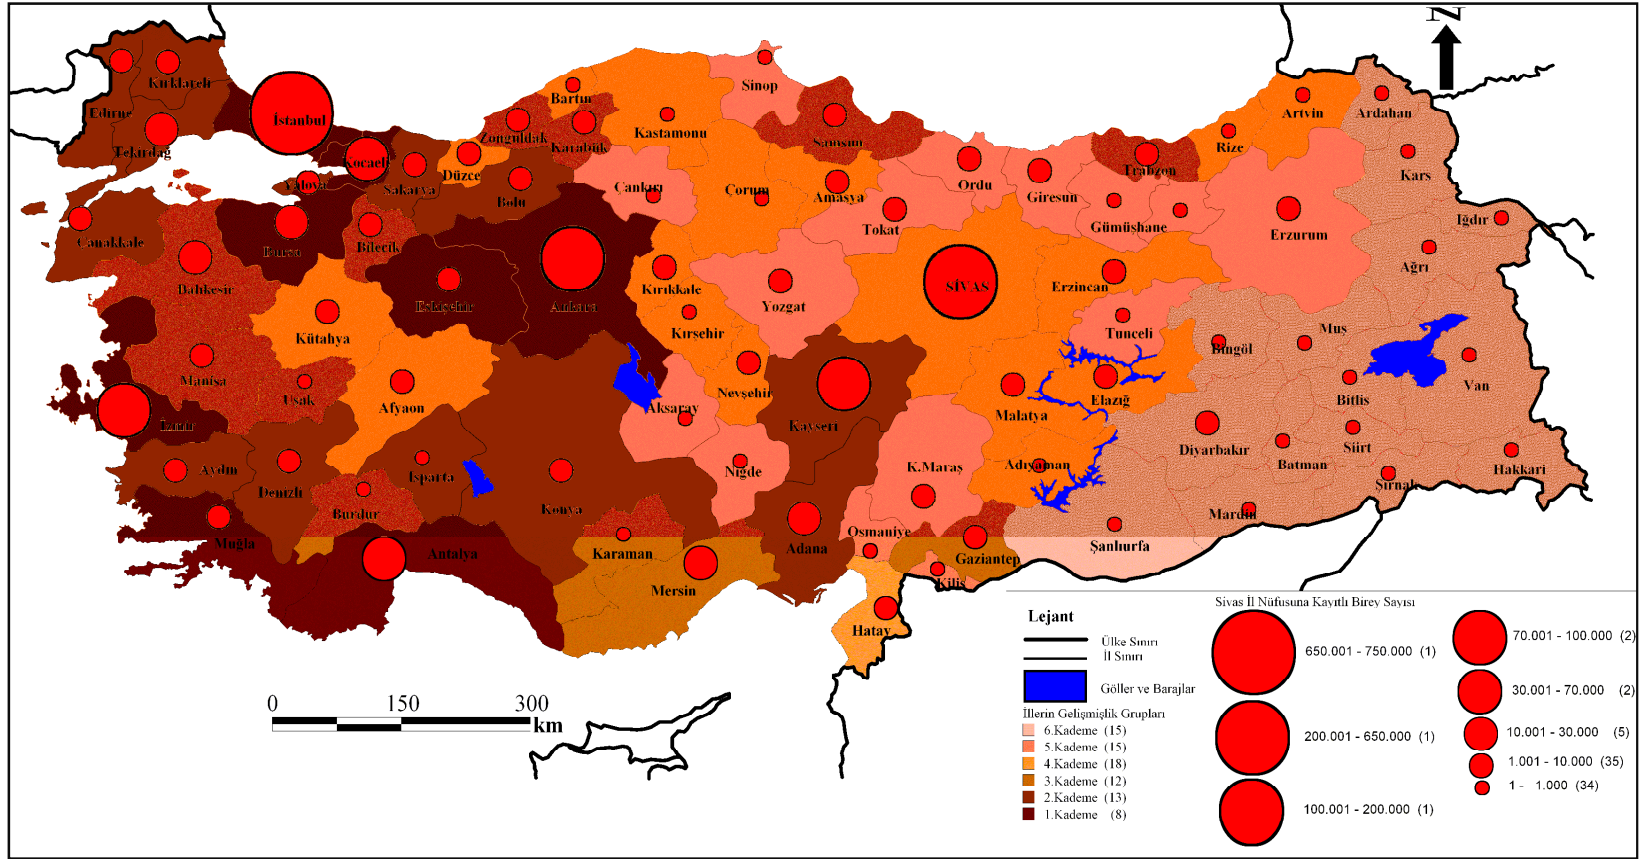 N
Kırklareli
Edirne
Tekirdağ
İstanbul
Kocaeli
Yalova
Sakarya
Düzce
Bolu
Zonguldak
Karabük
Bartın
Kastamonu
Sinop
Samsun
Çankırı
Çorum
Amasya
Tokat
Ordu
Giresun
Trabzon
Gümüşhane
Rize
Artvin
Ardahan
Kars
Iğdır
Ağrı
Erzurum
Erzincan
Çanakkale
Bursa
Bilecik
Balıkesir
Eskişehir
Ankara
Kırıkkale
Kırşehir
Yozgat
SİVAS
Tunceli
Bingöl
Muş
Van
Bitlis
Kütahya
Manisa
Uşak
Afyaon
Nevşehir
Aksaray
Kayseri
Malatya
Elazığ
Diyarbakır
Batman
Siirt
Hakkari
Şırnak
Mardin
İzmir
Aydın
Denizli
Isparta
Burdur
Konya
Niğde
K.Maraş
Adıyaman
Muğla
Antalya
Karaman
Mersin
Adana
Osmaniye
Gaziantep
Kilis
Şanlıurfa
Hatay
0 150 300
km
Lejant
Ülke Sınırı
İl Sınırı
Göller ve Barajlar
İllerin Gelişmişlik Grupları
6.Kademe (15)
5.Kademe (15)
4.Kademe (18)
3.Kademe (12)
2.Kademe (13)
1.Kademe (8)
Sivas İl Nüfusuna Kayıtlı Birey Sayısı
650.001 - 750.000 (1)
200.001 - 650.000 (1)
100.001 - 200.000 (1)
70.001 - 100.000 (2)
30.001 - 70.000 (2)
10.001 - 30.000 (5)
1.001 - 10.000 (35)
1 - 1.000 (34)